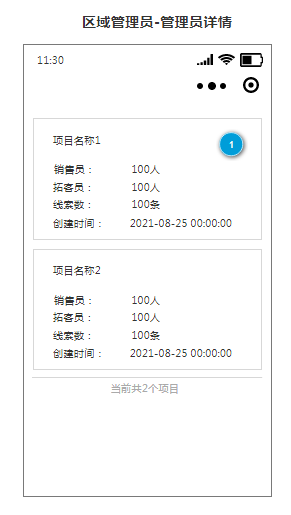 区域管理员-管理员详情
11:30
项目名称1
1
销售员： 100人
拓客员： 100人
线索数： 100条
创建时间： 2021-08-25 00:00:00
项目名称2
销售员： 100人
拓客员： 100人
线索数： 100条
创建时间： 2021-08-25 00:00:00
当前共2个项目